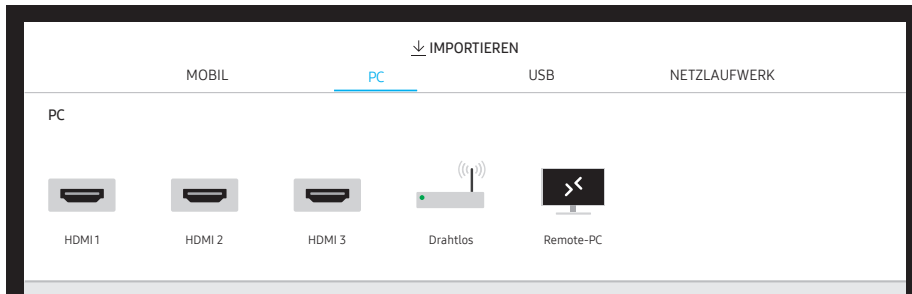 IMPORTIEREN
MOBIL PC USB NETZLAUFWERK
PC
HDMI 1 HDMI 2 HDMI 3 Drahtlos Remote-PC